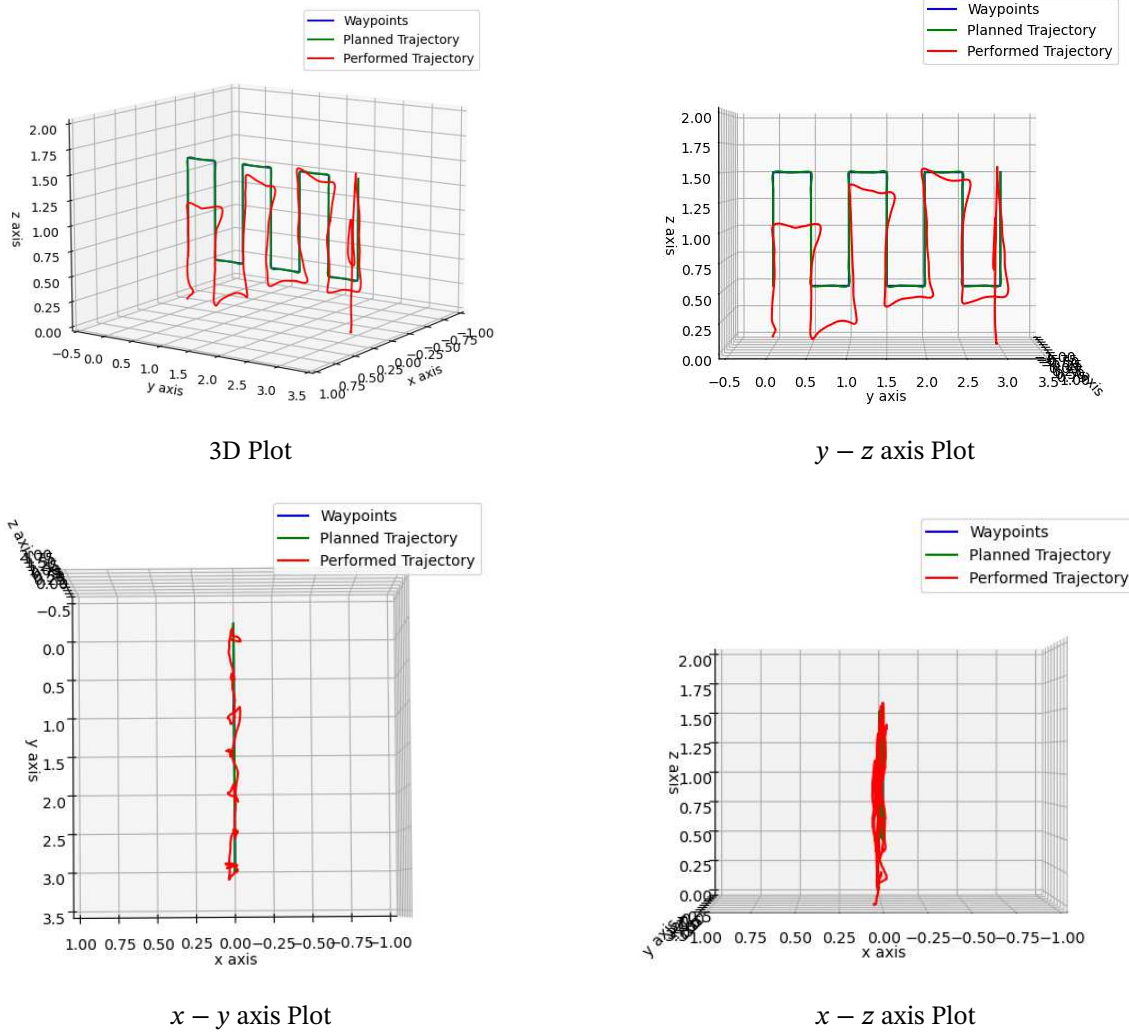 Waypoints
Planned Trajectory
Performed Trajectory
2.00
1.75
1.50
1.25
1.00
0.75
0.50
0.25
0.00
z axis
−0.5 0.0 0.5 1.0 1.5 2.0 2.5 3.0 3.5
y axis
1.00 0.75 0.50 0.25 0.00 −0.25 −0.50 −0.75 −1.00
x axis
3D Plot
Waypoints
Planned Trajectory
Performed Trajectory
2.00
1.75
1.50
1.25
1.00
0.75
0.50
0.25
0.00
z axis
−0.5 0.0 0.5 1.0 1.5 2.0 2.5 3.0 3.5
y axis
y − z axis Plot
Waypoints
Planned Trajectory
Performed Trajectory
z axis
−0.5
0.0
0.5
1.0
1.5
2.0
2.5
3.0
3.5
y axis
1.00 0.75 0.50 0.25 0.00 −0.25 −0.50 −0.75 −1.00
x axis
x − y axis Plot
Waypoints
Planned Trajectory
Performed Trajectory
2.00
1.75
1.50
1.25
1.00
0.75
0.50
0.25
0.00
z axis
y axis
1.00 0.75 0.50 0.25 0.00 −0.25 −0.50 −0.75 −1.00
x axis
x − z axis Plot